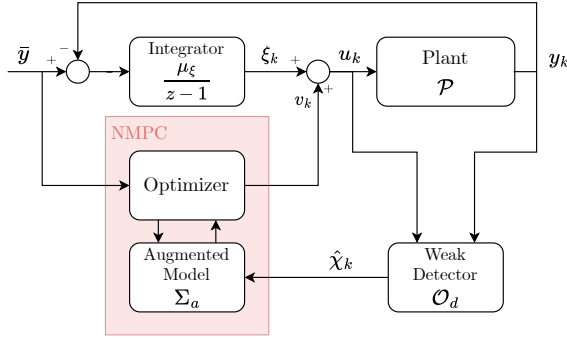 ȳ
−
+
Integrator
μ_ξ
z − 1
ξ_k
+
v_k
+
u_k
Plant
𝒫
y_k
NMPC
Optimizer
Augmented
Model
Σ_a
χ̂_k
Weak
Detector
𝒪_d